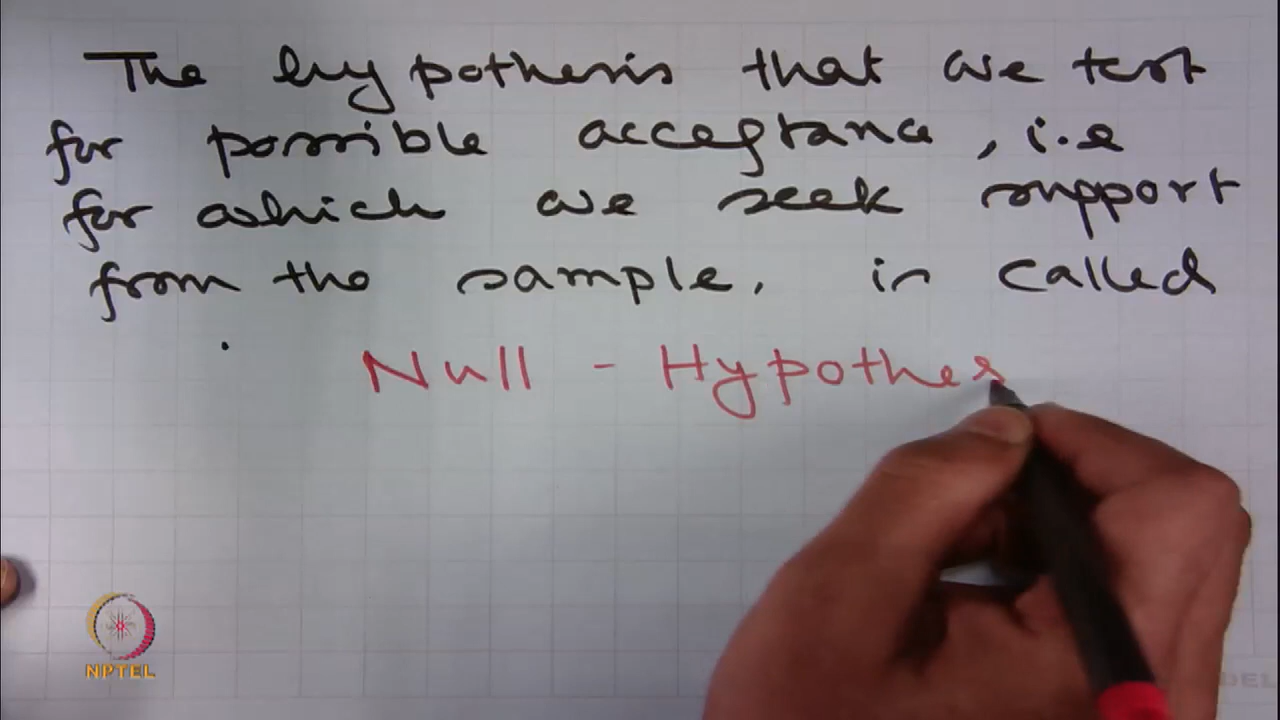 The hypothesis that we test
for possible acceptance, i.e
for which we seek support
from the sample, is called
Null - Hypothes
NPTEL